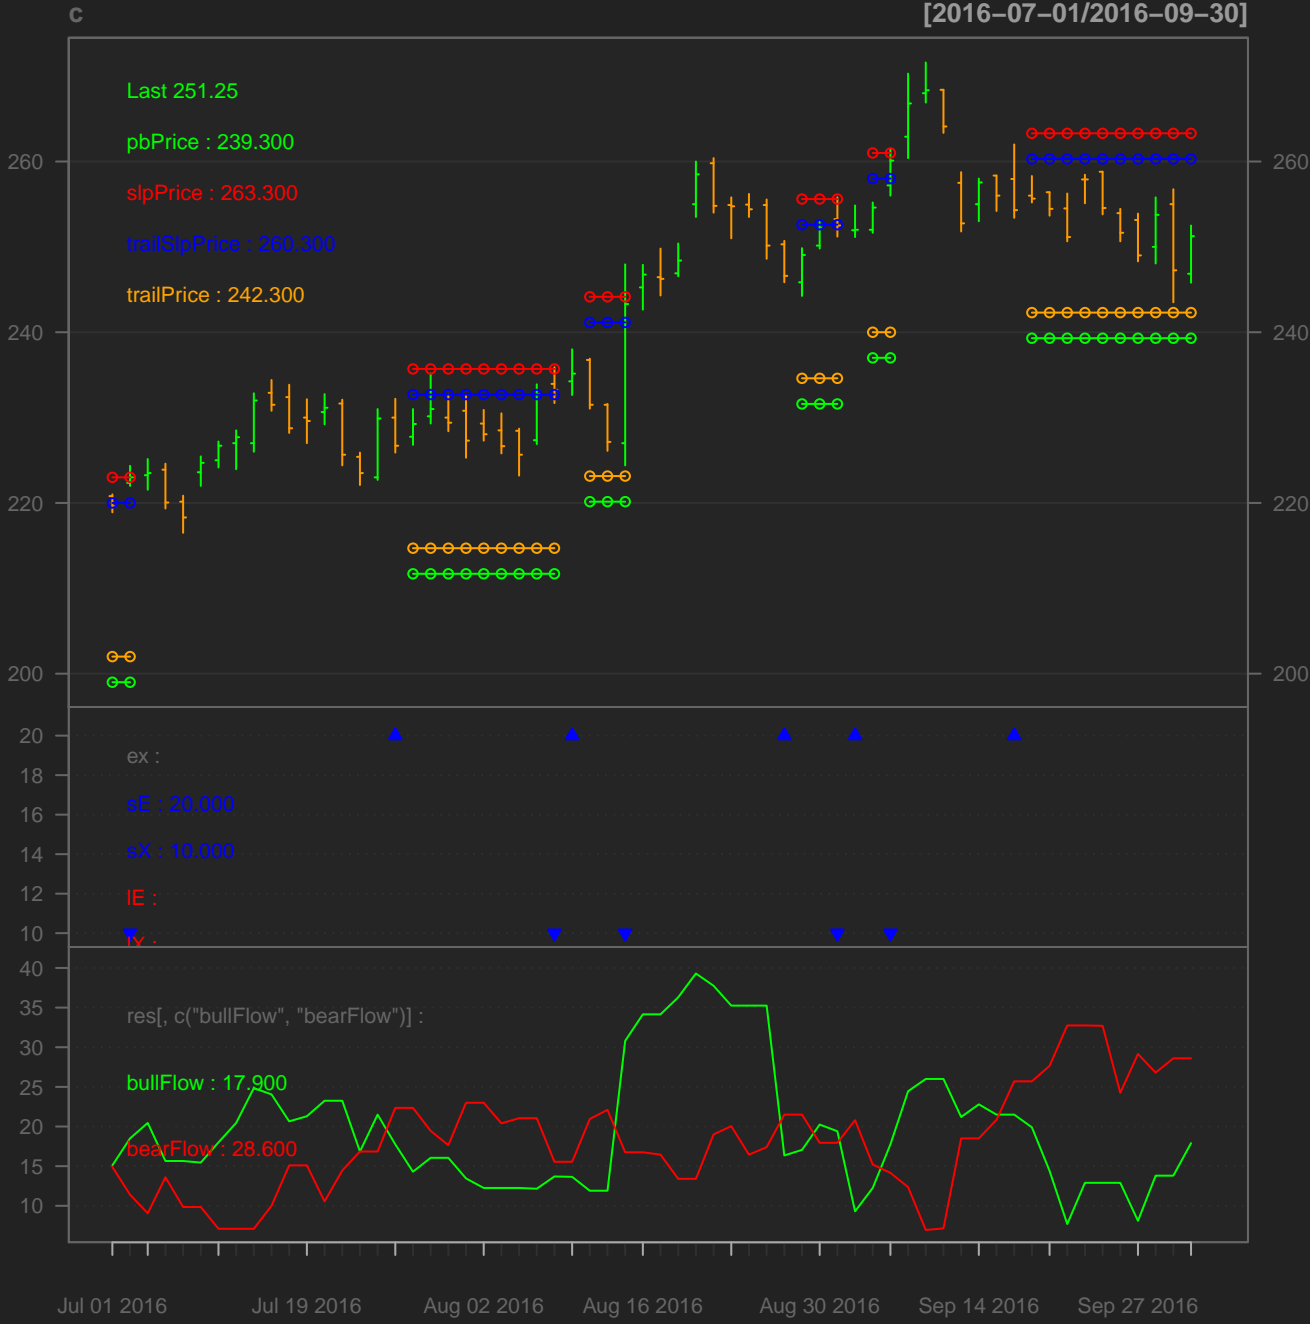 c [2016−07−01/2016−09−30]
Last 251.25
pbPrice : 239.300
260 260
slpPrice : 263.300
trailSlpPrice : 260.300
trailPrice : 242.300
240 240
220 220
200 200
20
ex :
18
sE : 20.000
16
sX : 10.000
14
12
lE :
10
lX :
40
35
res[, c("bullFlow", "bearFlow")] :
30
25
bullFlow : 17.900
20
bearFlow : 28.600
15
10
Jul 01 2016 Jul 19 2016 Aug 02 2016 Aug 16 2016 Aug 30 2016 Sep 14 2016 Sep 27 2016